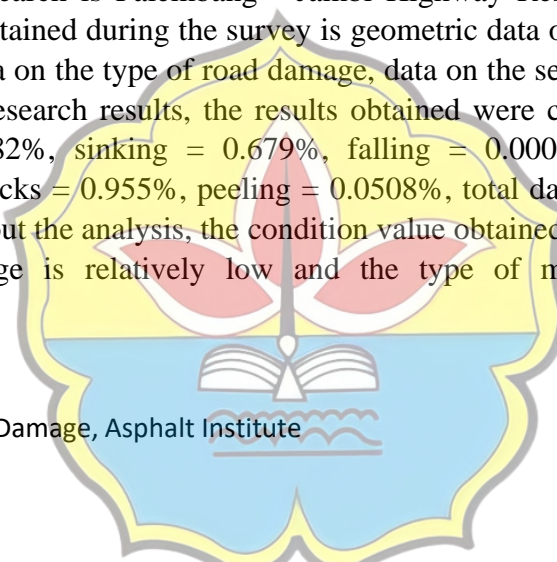 search is Palembang – Jambi Highway
tained during the survey is geometric data
a on the type of road damage, data on the se
esearch results, the results obtained were c
82%, sinking = 0.679%, falling = 0.000
cks = 0.955%, peeling = 0.0508%, total da
out the analysis, the condition value obtained
ge is relatively low and the type of m
Damage, Asphalt Institute